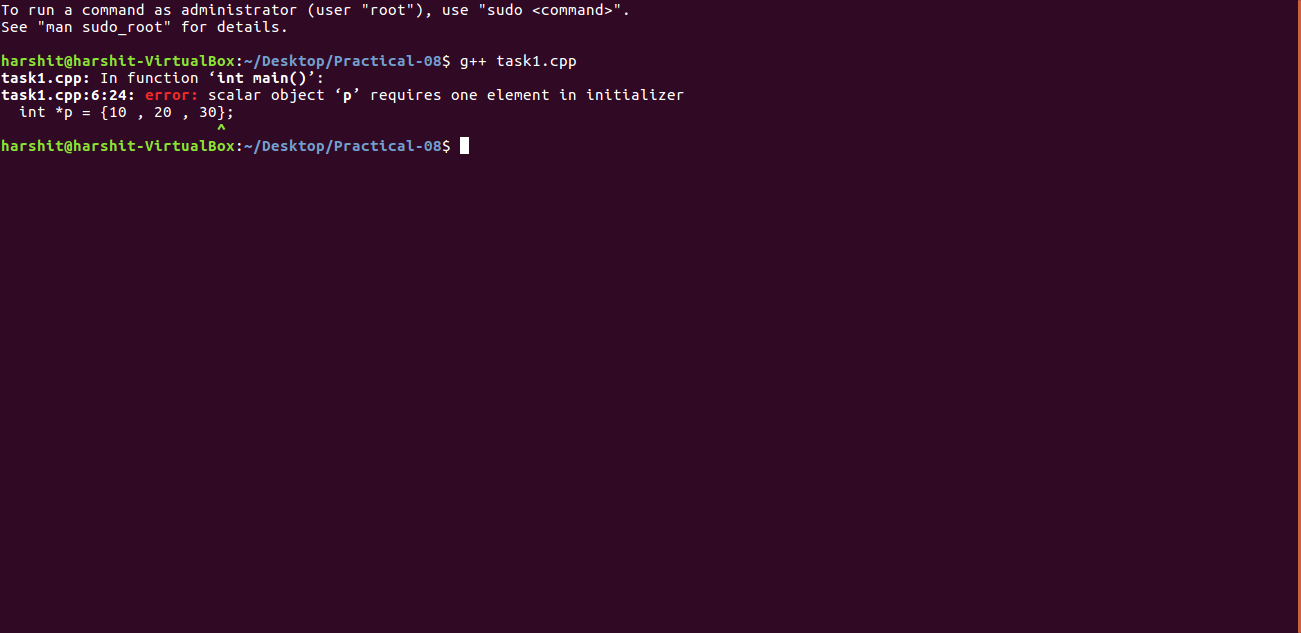 To run a command as administrator (user "root"), use "sudo <command>".
See "man sudo_root" for details.
harshit@harshit-VirtualBox:~/Desktop/Practical-08$ g++ task1.cpp
task1.cpp: In function ‘int main()’:
task1.cpp:6:24: error: scalar object ‘p’ requires one element in initializer
  int *p = {10 , 20 , 30};
                        ^
harshit@harshit-VirtualBox:~/Desktop/Practical-08$